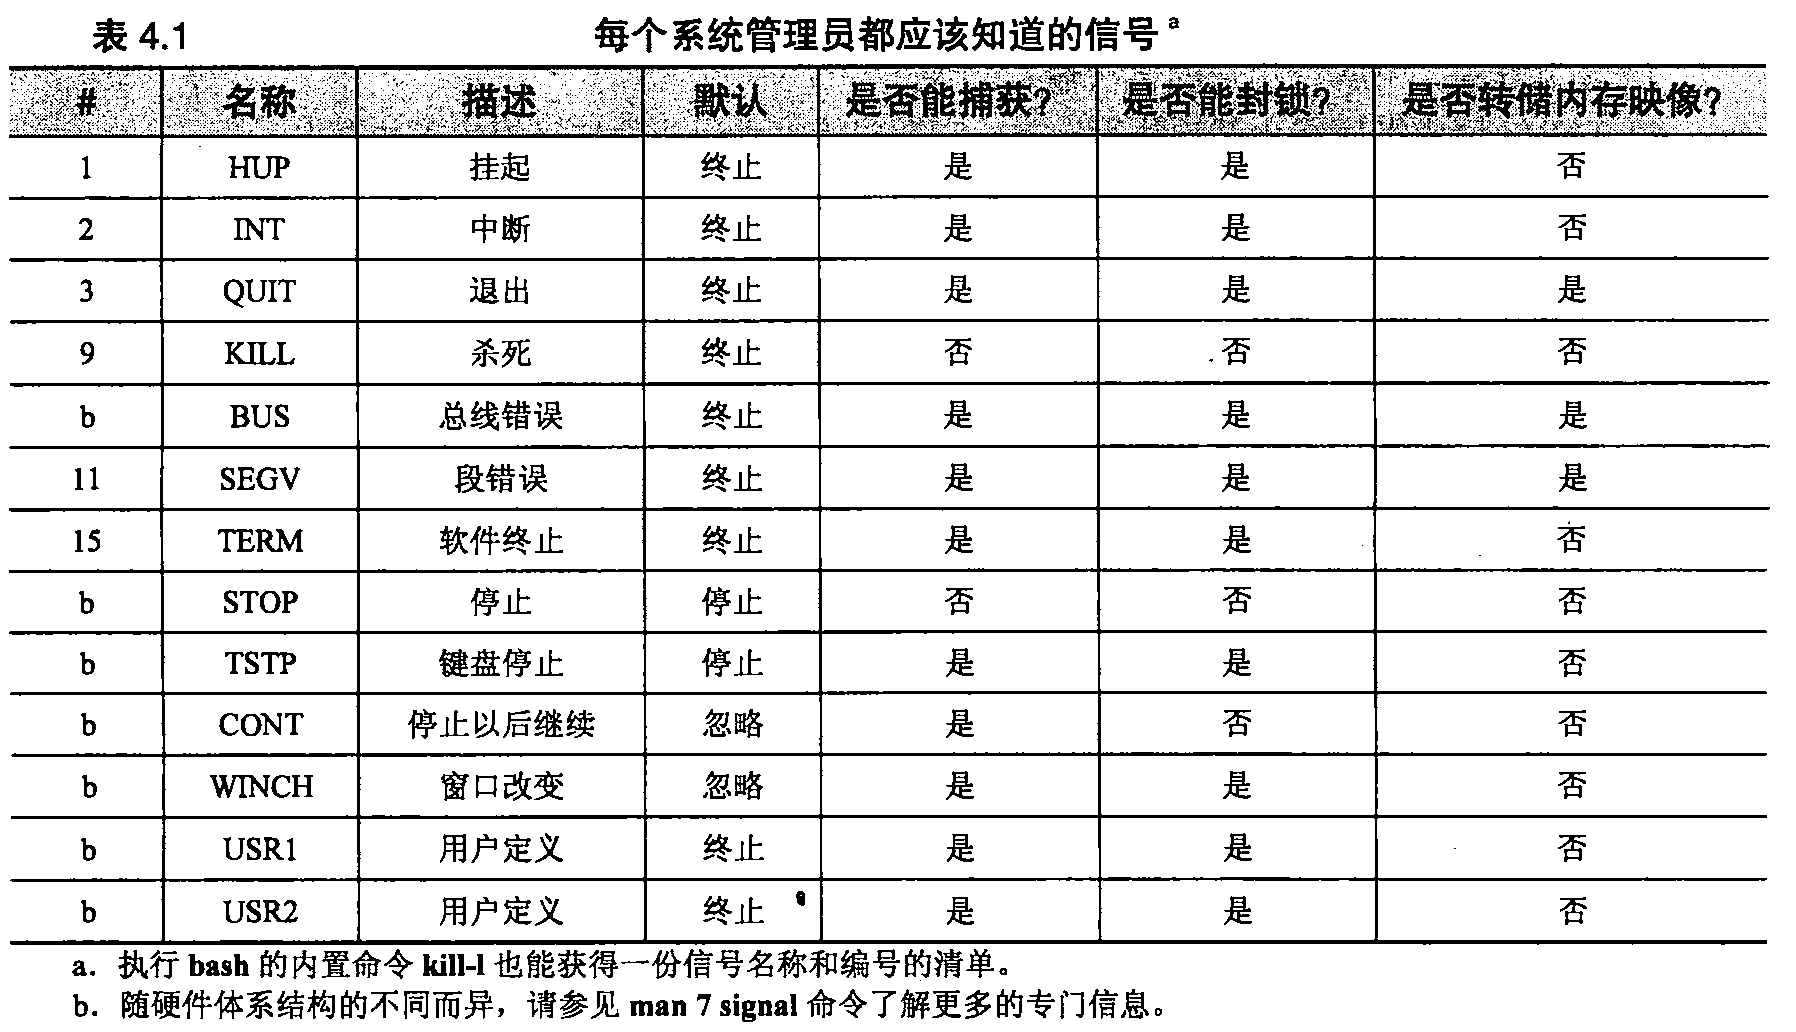 表 4.1 每个系统管理员都应该知道的信号 a
# 名称 描述 默认 是否能捕获? 是否能封锁? 是否转储内存映像?
1 HUP 挂起 终止 是 是 否
2 INT 中断 终止 是 是 否
3 QUIT 退出 终止 是 是 是
9 KILL 杀死 终止 否 否 否
b BUS 总线错误 终止 是 是 是
11 SEGV 段错误 终止 是 是 是
15 TERM 软件终止 终止 是 是 否
b STOP 停止 停止 否 否 否
b TSTP 键盘停止 停止 是 是 否
b CONT 停止以后继续 忽略 是 否 否
b WINCH 窗口改变 忽略 是 是 否
b USR1 用户定义 终止 是 是 否
b USR2 用户定义 终止 是 是 否
a. 执行 bash 的内置命令 kill-l 也能获得一份信号名称和编号的清单。
b. 随硬件体系结构的不同而异，请参见 man 7 signal 命令了解更多的专门信息。